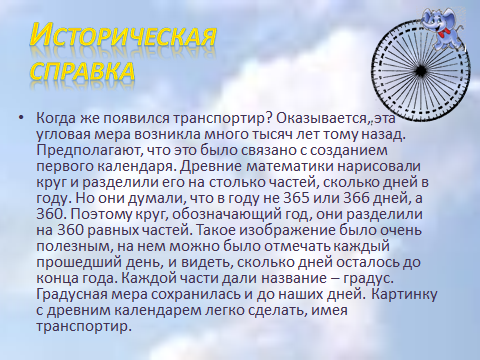 Историческая
справка
• Когда же появился транспортир? Оказывается,,эта
угловая мера возникла много тысяч лет тому назад.
Предполагают, что это было связано с созданием
первого календаря. Древние математики нарисовали
круг и разделили его на столько частей, сколько дней в
году. Но они думали, что в году не 365 или 366 дней, а
360. Поэтому круг, обозначающий год, они разделили
на 360 равных частей. Такое изображение было очень
полезным, на нем можно было отмечать каждый
прошедший день, и видеть, сколько дней осталось до
конца года. Каждой части дали название – градус.
Градусная мера сохранилась и до наших дней. Картинку
с древним календарем легко сделать, имея
транспортир.